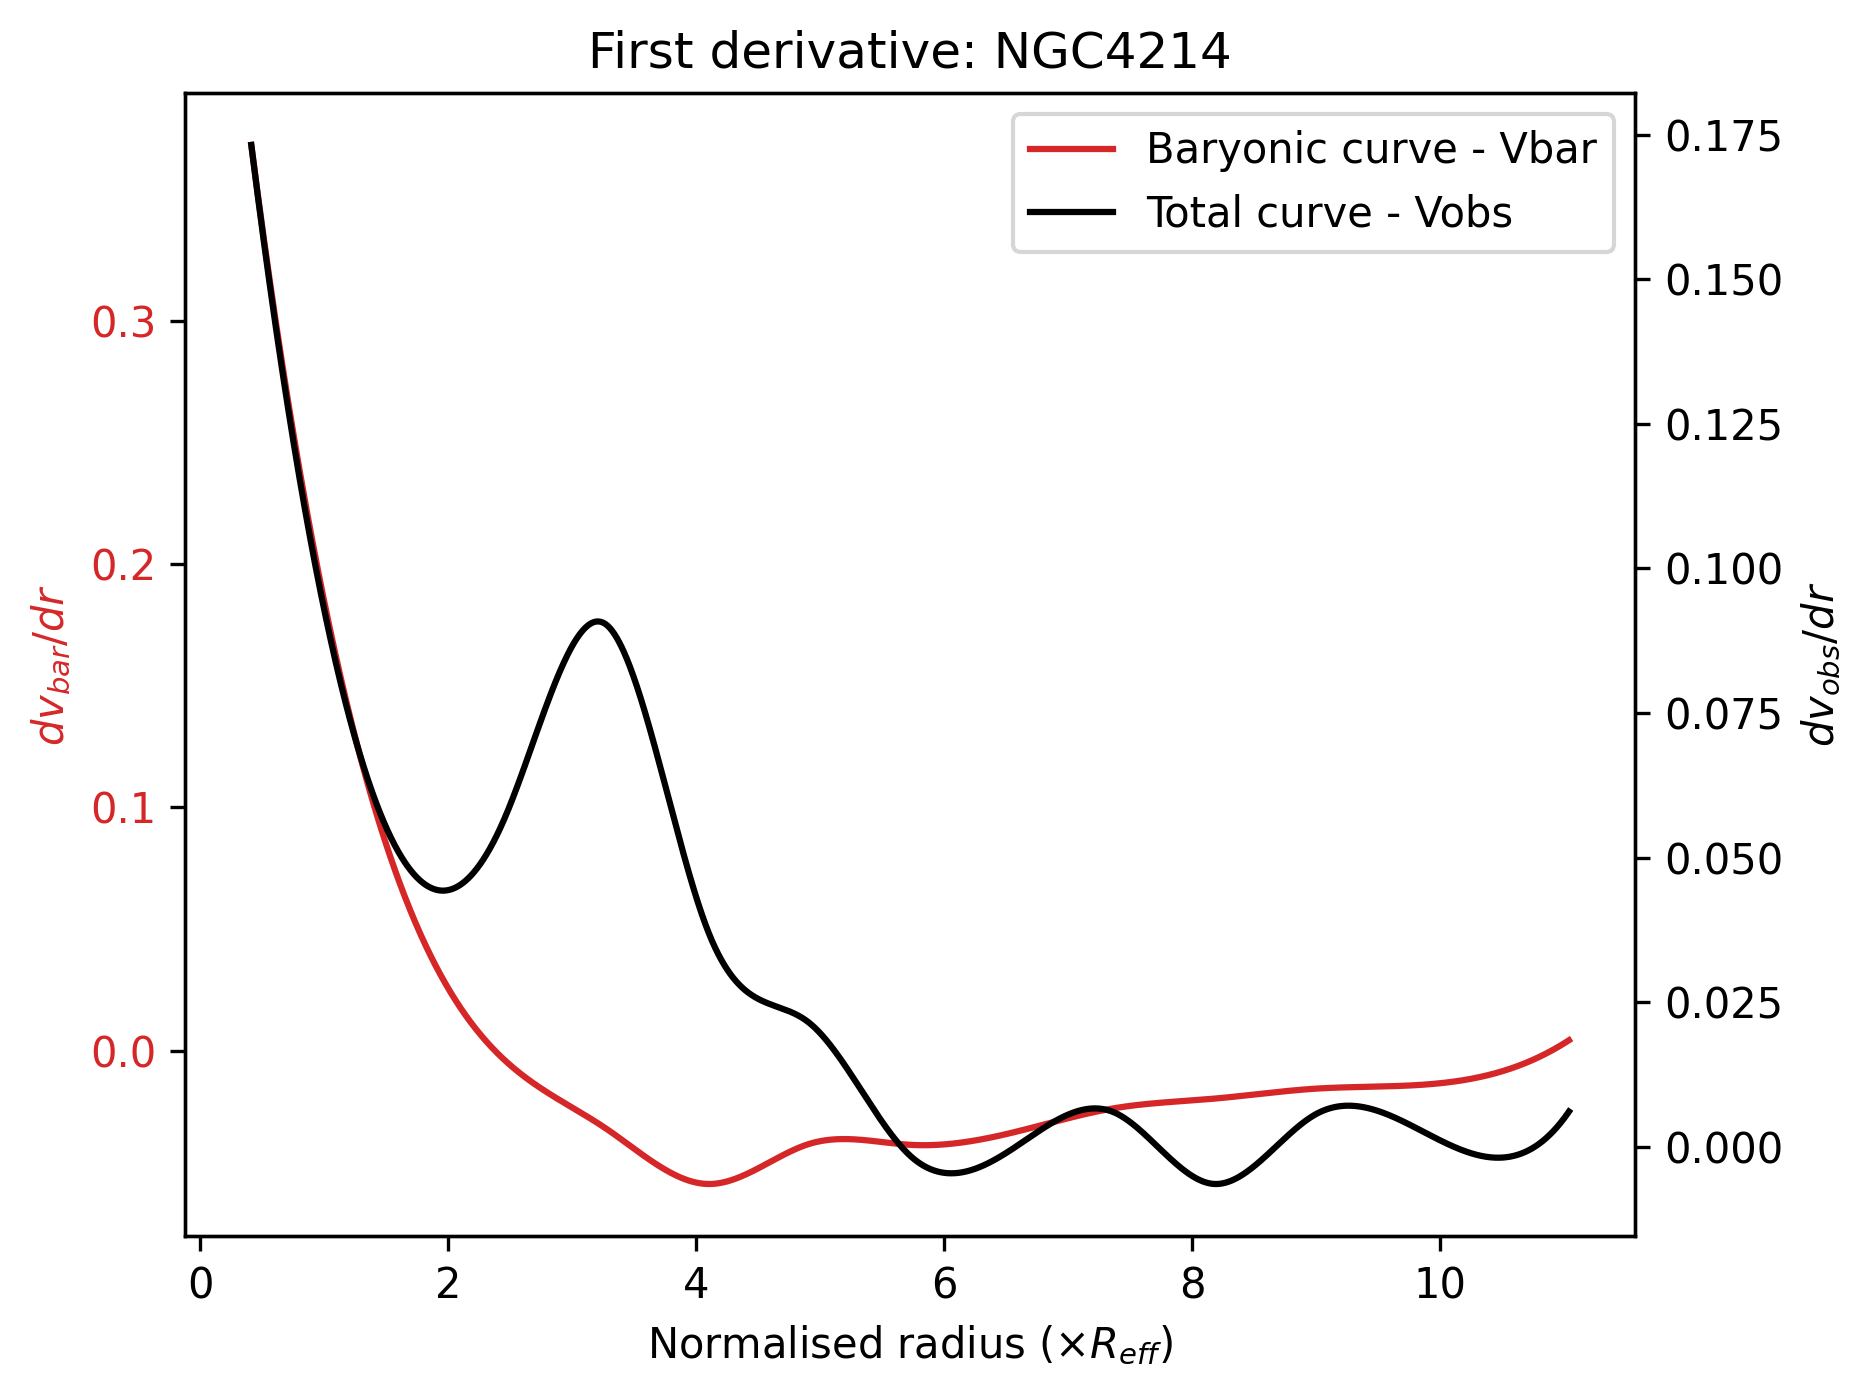 First derivative: NGC4214
Baryonic curve - Vbar
Total curve - Vobs
0.3
0.2
0.1
0.0
dv_bar/dr
0.175
0.150
0.125
0.100
0.075
0.050
0.025
0.000
dv_obs/dr
0 2 4 6 8 10
Normalised radius (×R_eff)